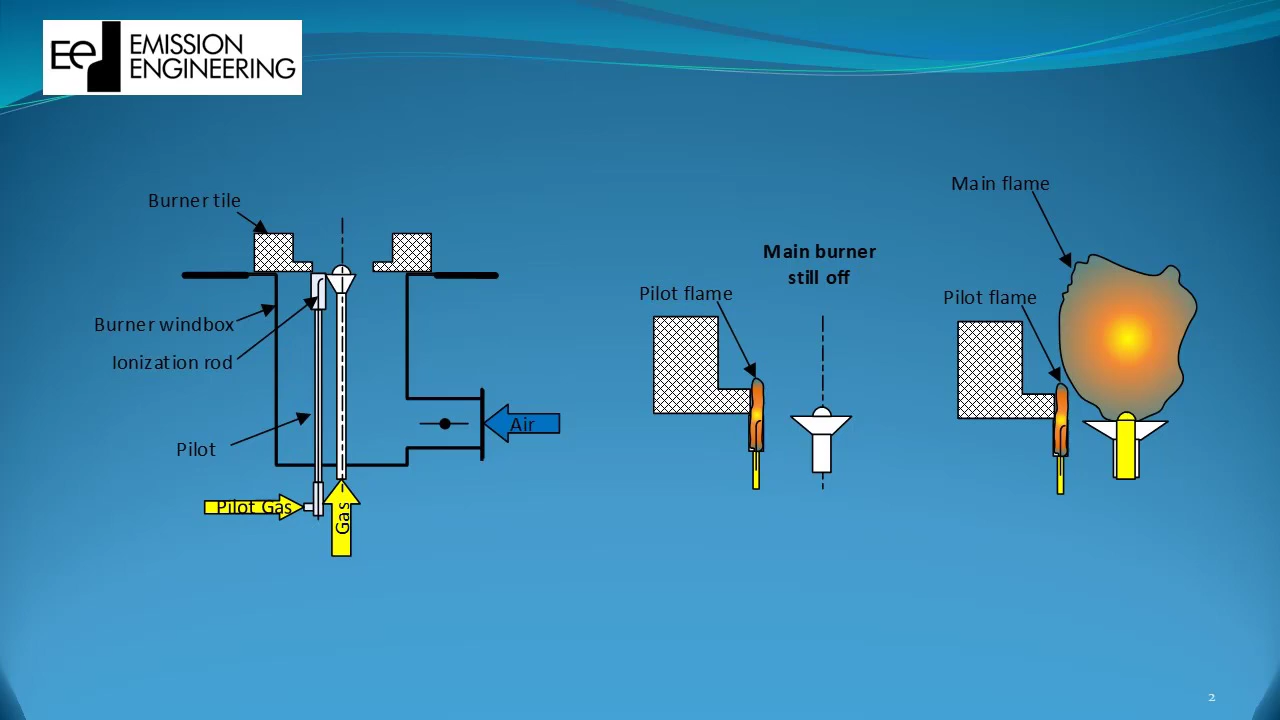 Ee
EMISSION
ENGINEERING
Burner tile
Burner windbox
Ionization rod
Pilot
Pilot Gas
Gas
Air
Main burner
still off
Pilot flame
Main flame
Pilot flame
2